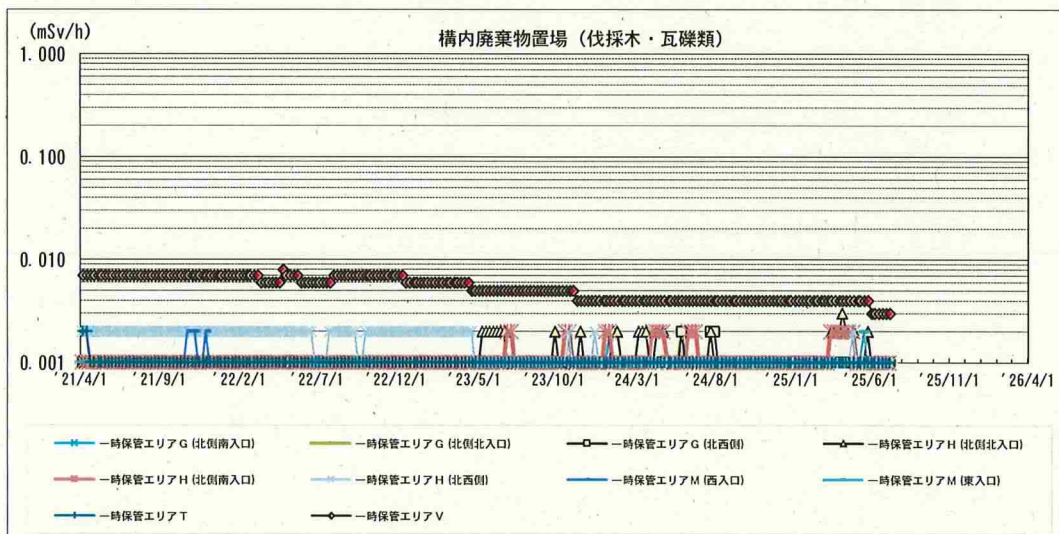 (mSv/h)
構内廃棄物置場（伐採木・瓦礫類）
1.000
0.100
0.010
0.001
'21/4/1 '21/9/1 '22/2/1 '22/7/1 '22/12/1 '23/5/1 '23/10/1 '24/3/1 '24/8/1 '25/1/1 '25/6/1 '25/11/1 '26/4/1
一時保管エリアG (北側南入口) 一時保管エリアG (北側北入口) 一時保管エリアG (北西側) 一時保管エリアH (北側北入口)
一時保管エリアH (北側南入口) 一時保管エリアH (北西側) 一時保管エリアM (西入口) 一時保管エリアM (東入口)
一時保管エリアT 一時保管エリアV